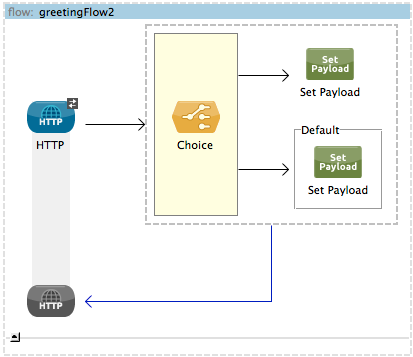 flow: greetingFlow2
Set
Payload
Set Payload
HTTP
HTTP
Choice
Default
Set
Payload
Set Payload
HTTP